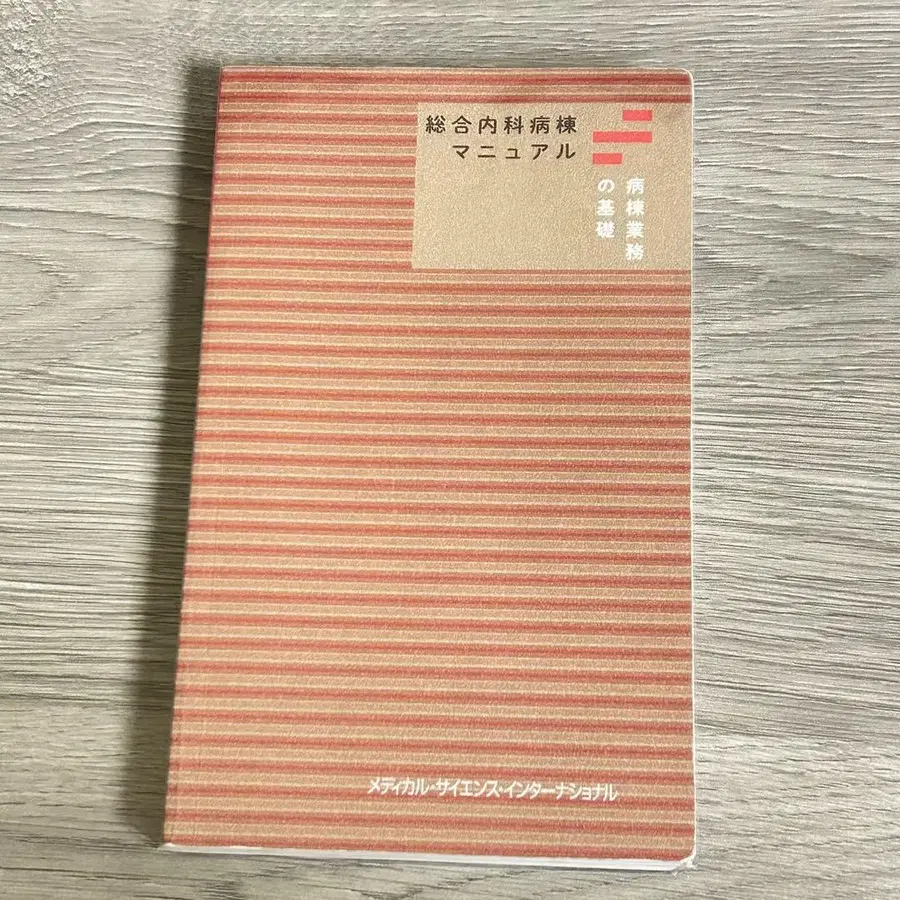 総合内科病棟
マニュアル
病棟業務
の基礎
メディカル・サイエンス・インターナショナル